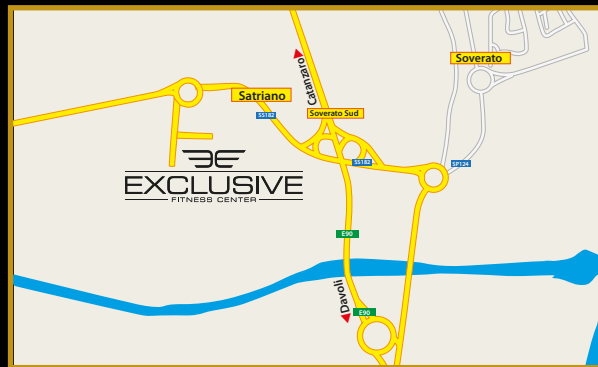 Soverato
Catanzaro
Satriano
Soverato Sud
SS182
SS182
SP124
EXCLUSIVE
FITNESS CENTER
E90
Davoli
E90